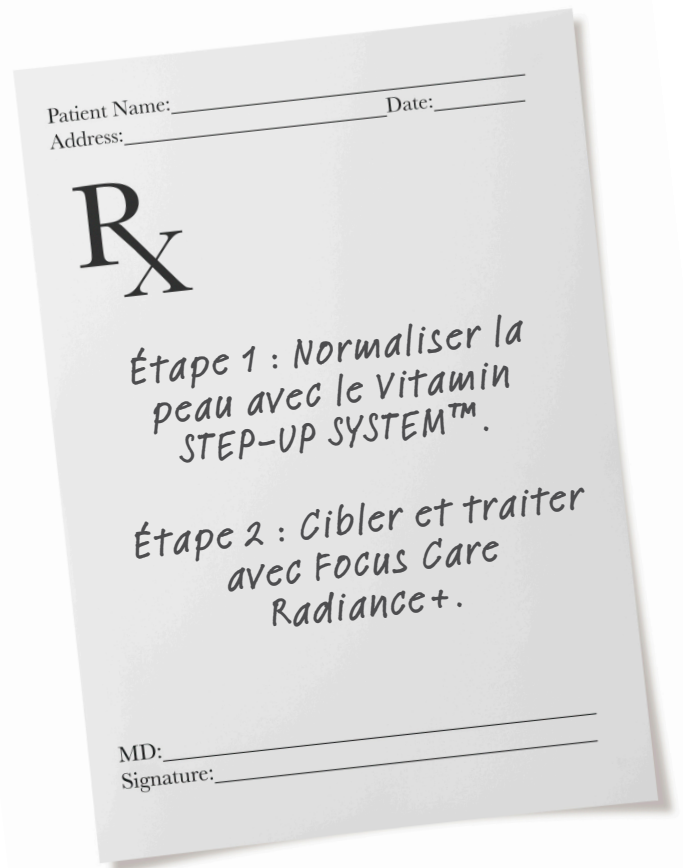 Patient Name:
Date:
Address:
Rx
Étape 1 : Normaliser la
peau avec le Vitamin
STEP-UP SYSTEM™.
Étape 2 : Cibler et traiter
avec Focus Care
Radiance+.
MD:
Signature: